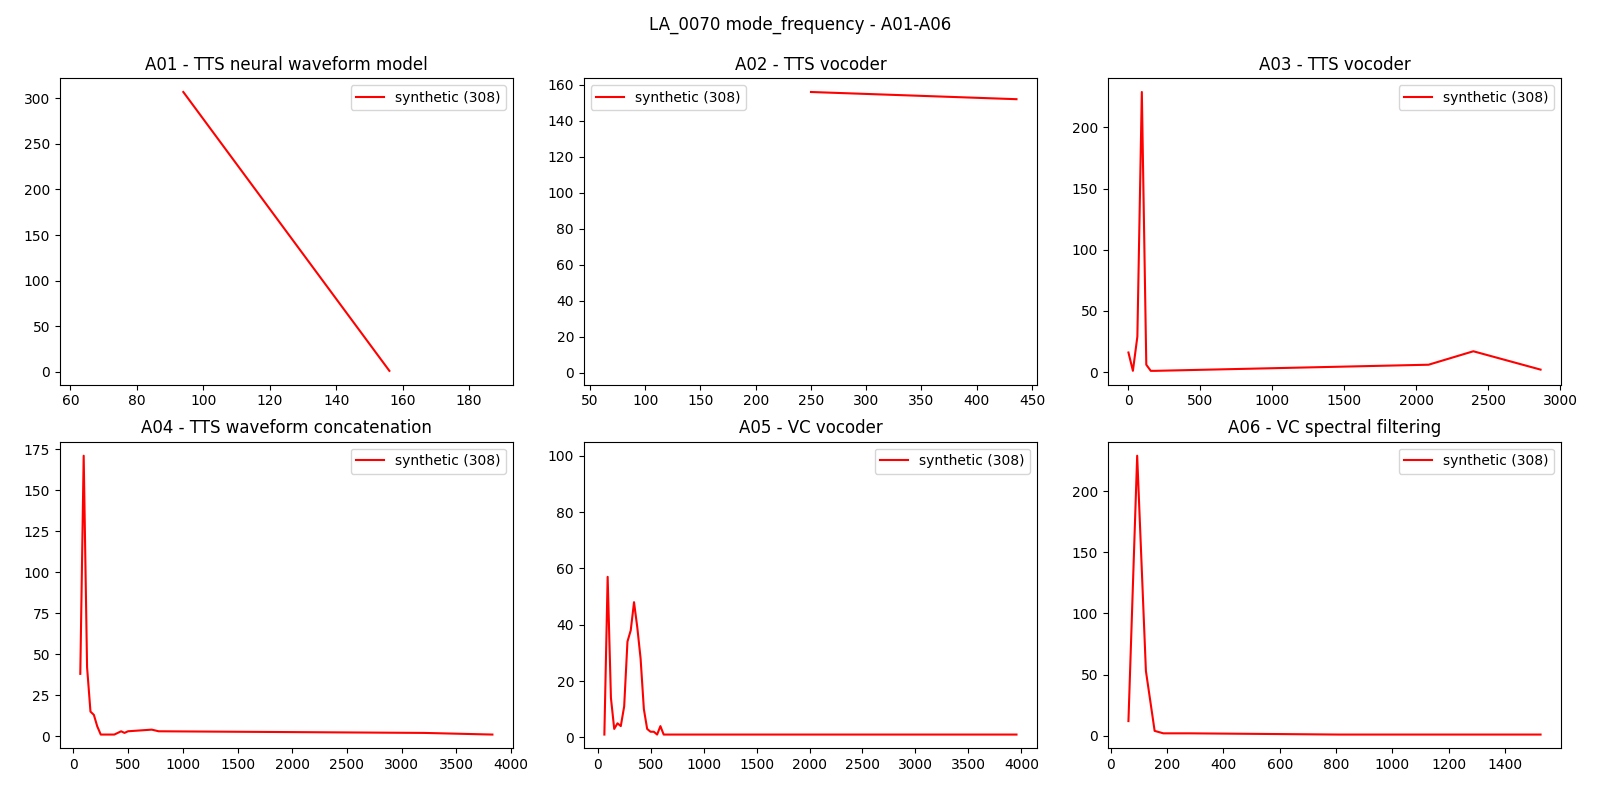 LA_0070 mode_frequency - A01-A06
A01 - TTS neural waveform model
synthetic (308)
300
250
200
150
100
50
0
60 80 100 120 140 160 180
A02 - TTS vocoder
synthetic (308)
160
140
120
100
80
60
40
20
0
50 100 150 200 250 300 350 400 450
A03 - TTS vocoder
synthetic (308)
200
150
100
50
0
0 500 1000 1500 2000 2500 3000
A04 - TTS waveform concatenation
synthetic (308)
175
150
125
100
75
50
25
0
0 500 1000 1500 2000 2500 3000 3500 4000
A05 - VC vocoder
synthetic (308)
100
80
60
40
20
0
0 500 1000 1500 2000 2500 3000 3500 4000
A06 - VC spectral filtering
synthetic (308)
200
150
100
50
0
0 200 400 600 800 1000 1200 1400